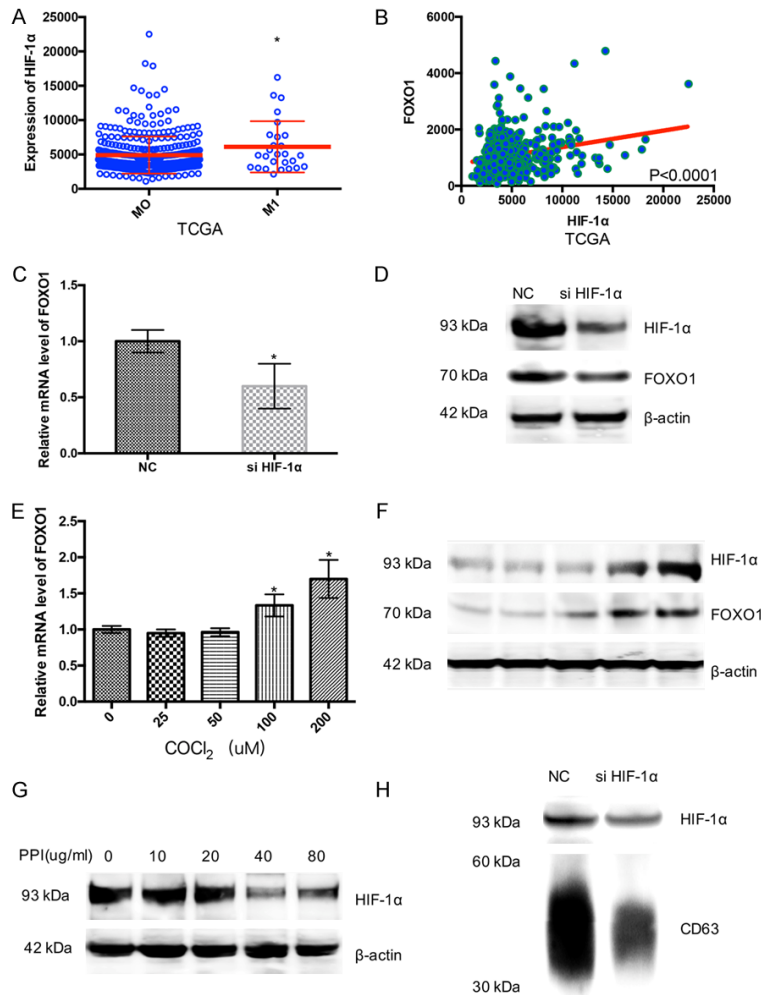 A
Expression of HIF-1α
25000
20000
15000
10000
5000
0
*
MO
M1
TCGA
B
FOXO1
6000
4000
2000
0
P<0.0001
0
5000
10000
15000
20000
25000
HIF-1α
TCGA
C
Relative mRNA level of FOXO1
1.5
1.0
0.5
0.0
*
NC
si HIF-1α
D
NC si HIF-1α
93 kDa HIF-1α
70 kDa FOXO1
42 kDa β-actin
E
Relative mRNA level of FOXO1
2.5
2.0
1.5
1.0
0.5
0.0
*
*
0
25
50
100
200
COCl2 (uM)
F
93 kDa HIF-1α
70 kDa FOXO1
42 kDa β-actin
G
PPI(ug/ml) 0 10 20 40 80
93 kDa HIF-1α
42 kDa β-actin
H
NC si HIF-1α
93 kDa HIF-1α
60 kDa
CD63
30 kDa